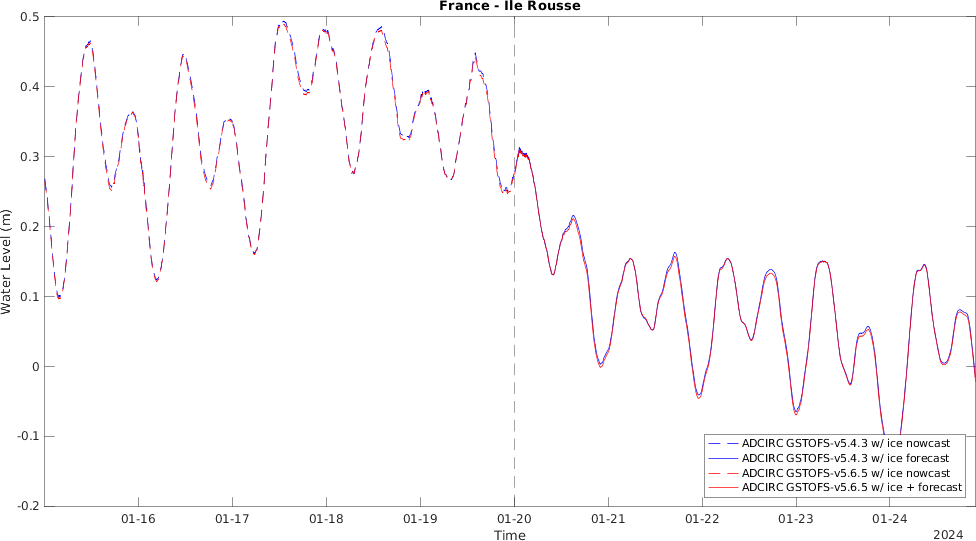 France - Ile Rousse
0.5
0.4
0.3
0.2
0.1
0
-0.1
-0.2
Water Level (m)
ADCIRC GSTOFS-v5.4.3 w/ ice nowcast
ADCIRC GSTOFS-v5.4.3 w/ ice forecast
ADCIRC GSTOFS-v5.6.5 w/ ice nowcast
ADCIRC GSTOFS-v5.6.5 w/ ice + forecast
01-16 01-17 01-18 01-19 01-20 01-21 01-22 01-23 01-24
Time
2024